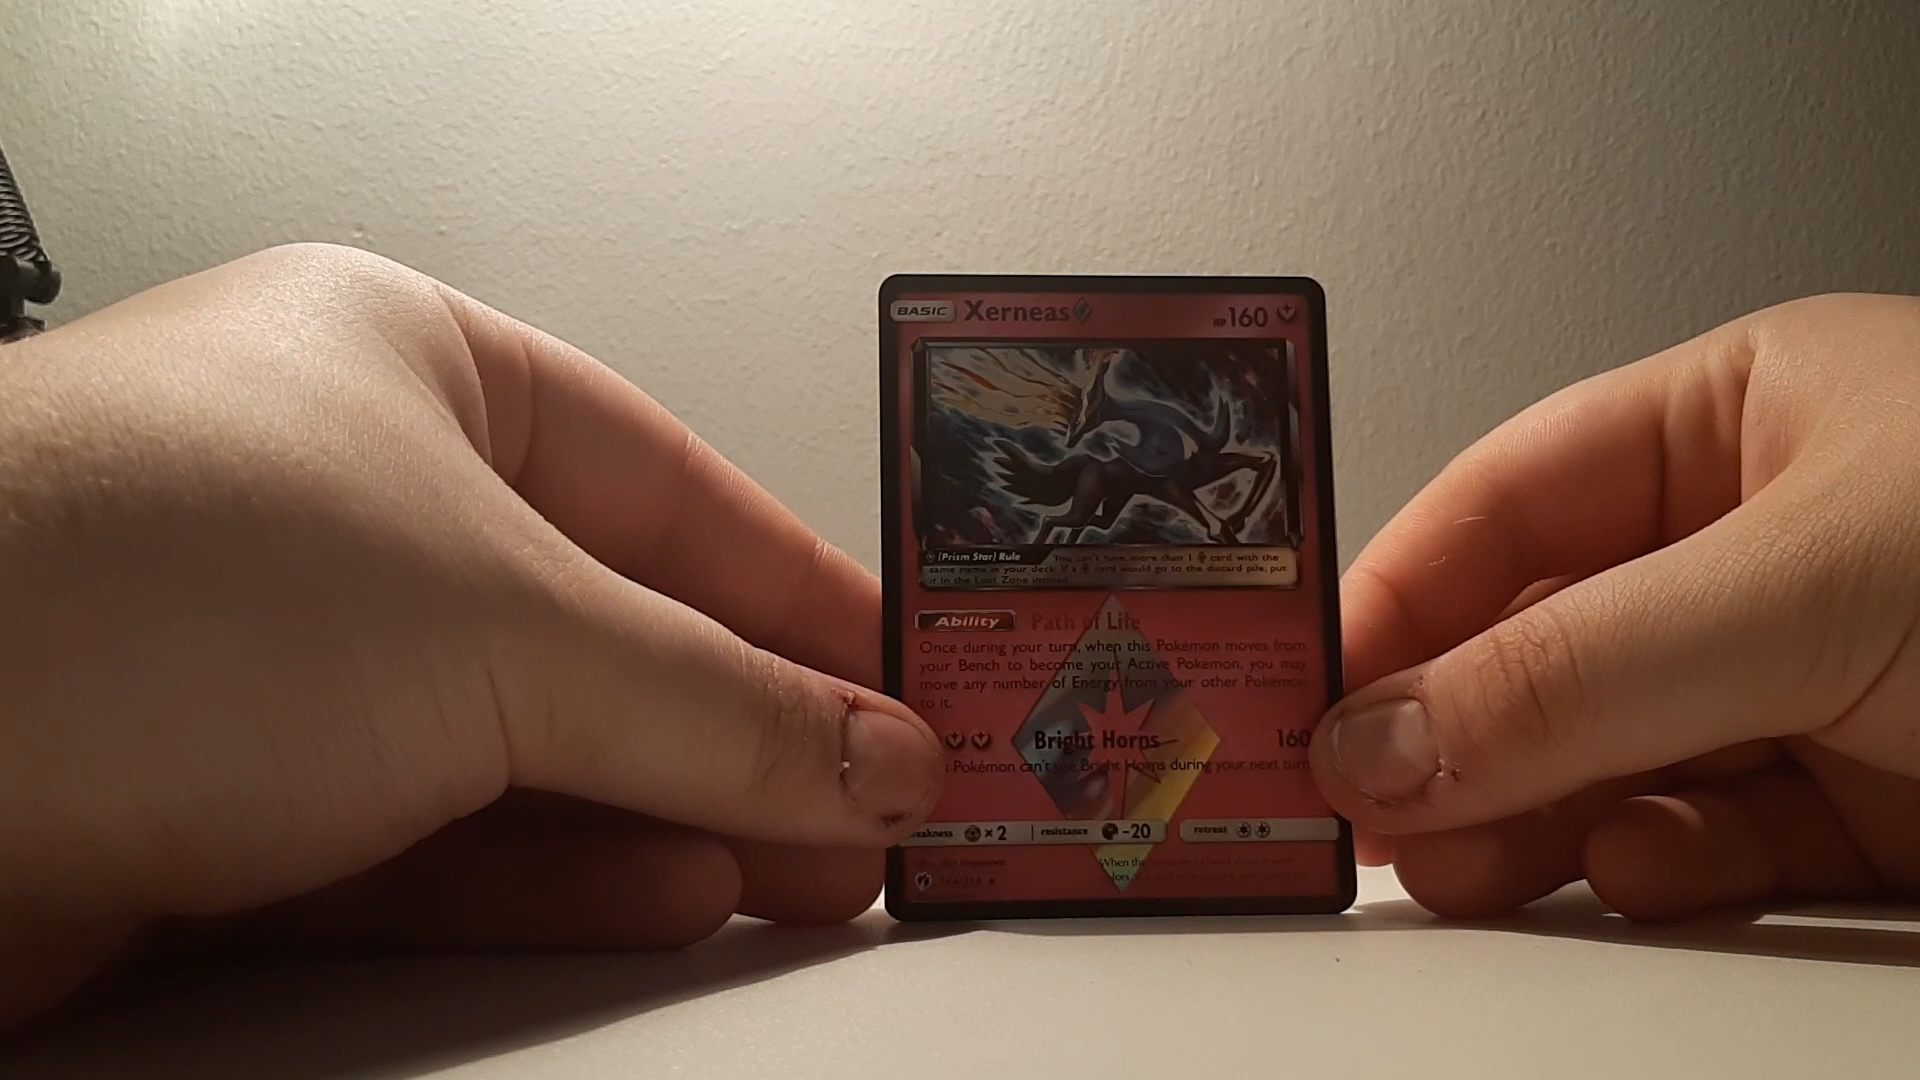 BASIC Xerneas HP 160
(Prism Star) Rule You can't have more than 1 card with the
same name in your deck. If a card would go to the discard pile, put
it in the Lost Zone instead.
Ability Path of Life
Once during your turn, when this Pokémon moves from
your Bench to become your Active Pokémon, you may
move any number of Energy from your other Pokémon
to it.
Bright Horns 160
Pokémon can't use Bright Horns during your next turn
eakness ×2 resistance -20 retreat
When the